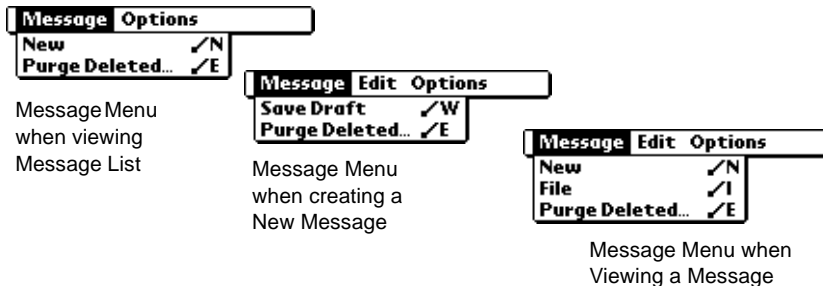 Message Options
New ⁄N
Purge Deleted... ⁄E
Message Menu
when viewing
Message List
Message Edit Options
Save Draft ⁄W
Purge Deleted... ⁄E
Message Menu
when creating a
New Message
Message Edit Options
New ⁄N
File ⁄I
Purge Deleted... ⁄E
Message Menu when
Viewing a Message